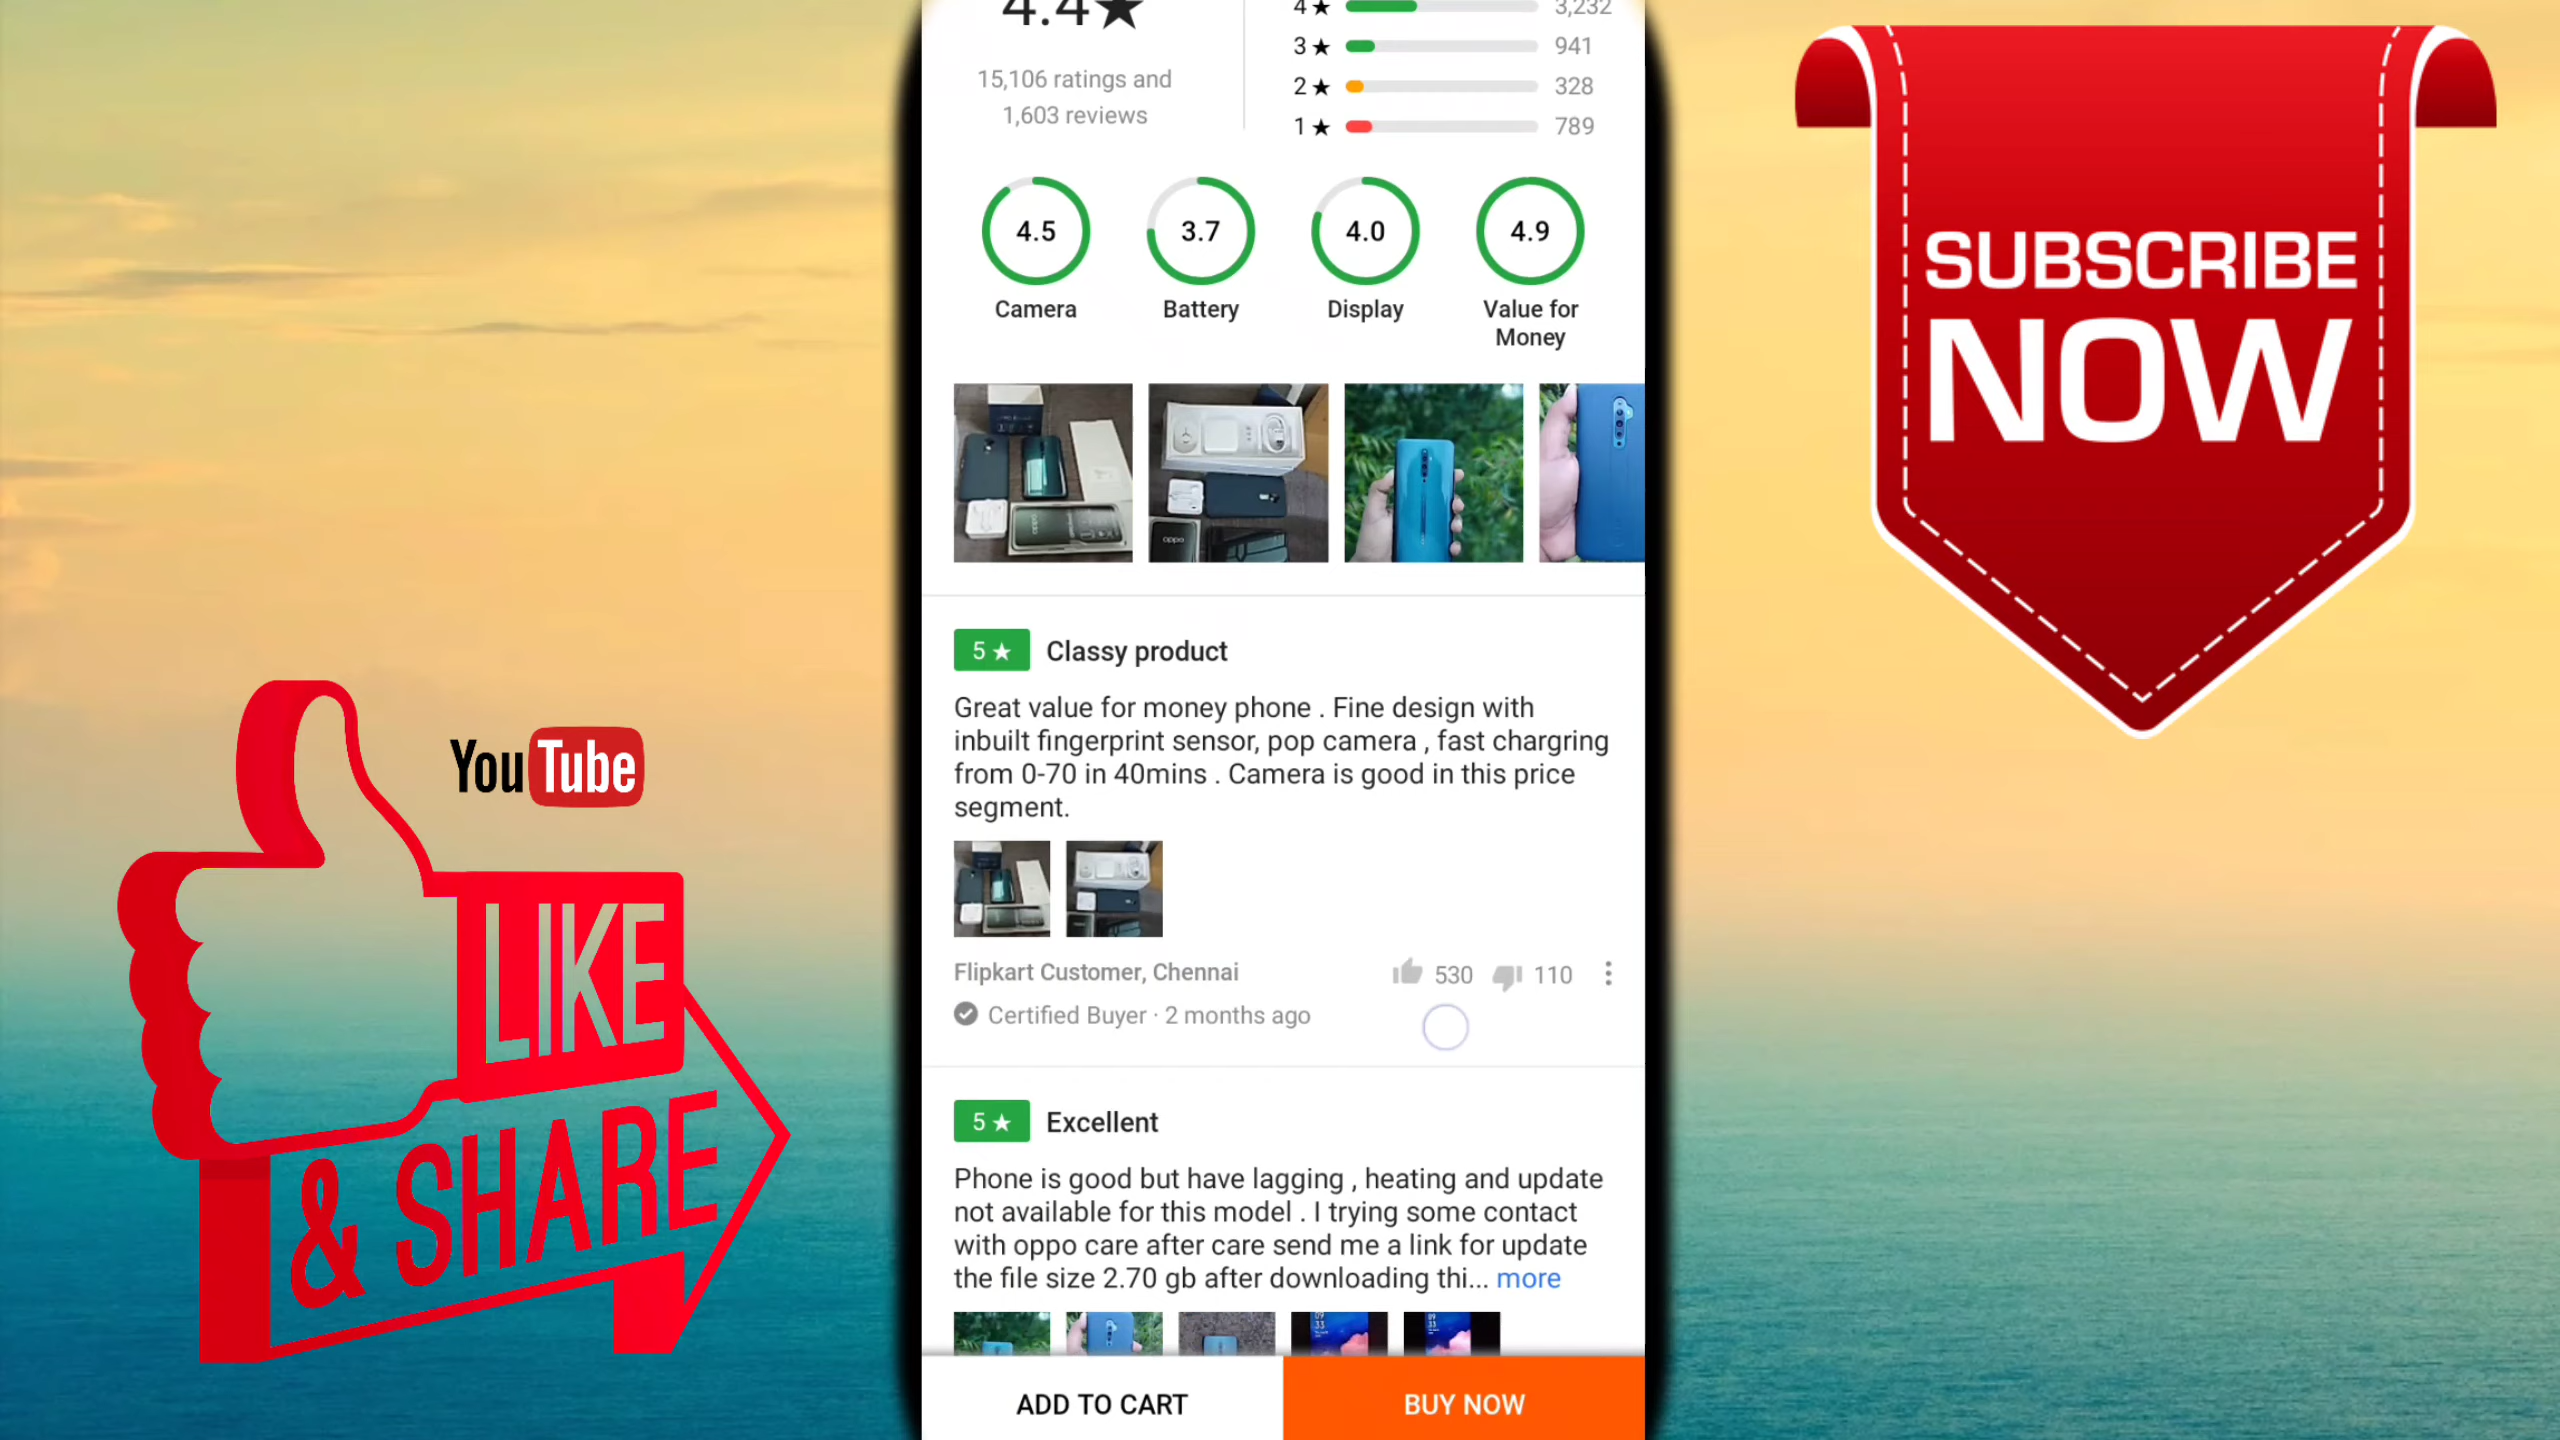 4.4★
15,106 ratings and
1,603 reviews
4★ 3,232
3★ 941
2★ 328
1★ 789
4.5
3.7
4.0
4.9
Camera
Battery
Display
Value for
Money
oppo
oppo
5★ Classy product
Great value for money phone . Fine design with
inbuilt fingerprint sensor, pop camera , fast chargring
from 0-70 in 40mins . Camera is good in this price
segment.
Flipkart Customer, Chennai
530 110
Certified Buyer · 2 months ago
5★ Excellent
Phone is good but have lagging , heating and update
not available for this model . I trying some contact
with oppo care after care send me a link for update
the file size 2.70 gb after downloading thi... more
09
33
09
33
ADD TO CART
BUY NOW
YouTube
LIKE
& SHARE
SUBSCRIBE
NOW